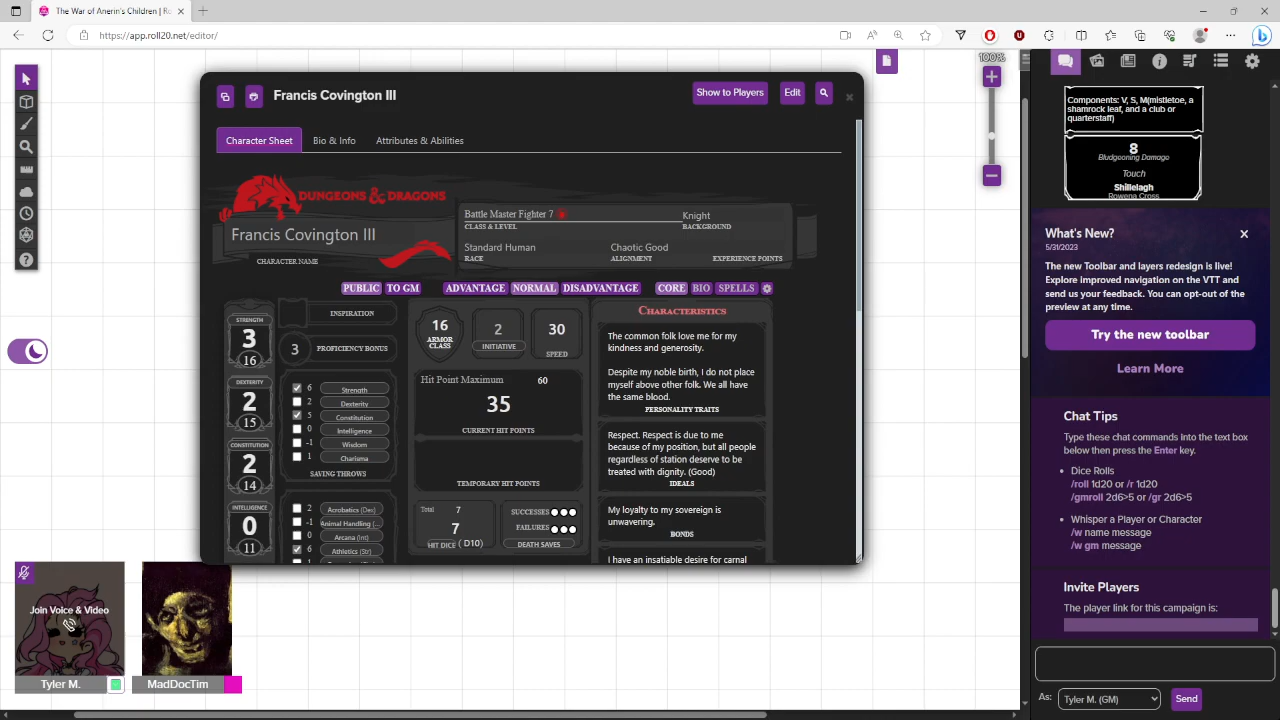 The War of Anerin's Children | Ro
https://app.roll20.net/editor/
100%
Francis Covington III
Show to Players
Edit
Character Sheet
Bio & Info
Attributes & Abilities
DUNGEONS & DRAGONS
Francis Covington III
CHARACTER NAME
Battle Master Fighter 7
CLASS & LEVEL
Knight
BACKGROUND
Standard Human
RACE
Chaotic Good
ALIGNMENT
EXPERIENCE POINTS
PUBLIC
TO GM
ADVANTAGE
NORMAL
DISADVANTAGE
CORE
BIO
SPELLS
STRENGTH
3
16
DEXTERITY
2
15
CONSTITUTION
2
14
INTELLIGENCE
0
11
INSPIRATION
3
PROFICIENCY BONUS
6 Strength
2 Dexterity
5 Constitution
0 Intelligence
-1 Wisdom
1 Charisma
SAVING THROWS
2 Acrobatics (Dex)
-1 Animal Handling (...
0 Arcana (Int)
6 Athletics (Str)
16
ARMOR
CLASS
2
INITIATIVE
30
SPEED
Hit Point Maximum 60
35
CURRENT HIT POINTS
TEMPORARY HIT POINTS
Total 7
7
HIT DICE ( D10)
SUCCESSES
FAILURES
DEATH SAVES
CHARACTERISTICS
The common folk love me for my
kindness and generosity.
Despite my noble birth, I do not place
myself above other folk. We all have
the same blood.
PERSONALITY TRAITS
Respect. Respect is due to me
because of my position, but all people
regardless of station deserve to be
treated with dignity. (Good)
IDEALS
My loyalty to my sovereign is
unwavering.
BONDS
I have an insatiable desire for carnal
Join Voice & Video
Tyler M.
MadDocTim
Components: V, S, M(mistletoe, a
shamrock leaf, and a club or
quarterstaff)
8
Bludgeoning Damage
Touch
Shillelagh
Rowena Cross
What's New?
5/31/2023
The new Toolbar and layers redesign is live!
Explore improved navigation on the VTT and
send us your feedback. You can opt-out of the
preview at any time.
Try the new toolbar
Learn More
Chat Tips
Type these chat commands into the text box
below then press the Enter key.
• Dice Rolls
/roll 1d20 or /r 1d20
/gmroll 2d6>5 or /gr 2d6>5
• Whisper a Player or Character
/w name message
/w gm message
Invite Players
The player link for this campaign is:
As:
Tyler M. (GM)
Send